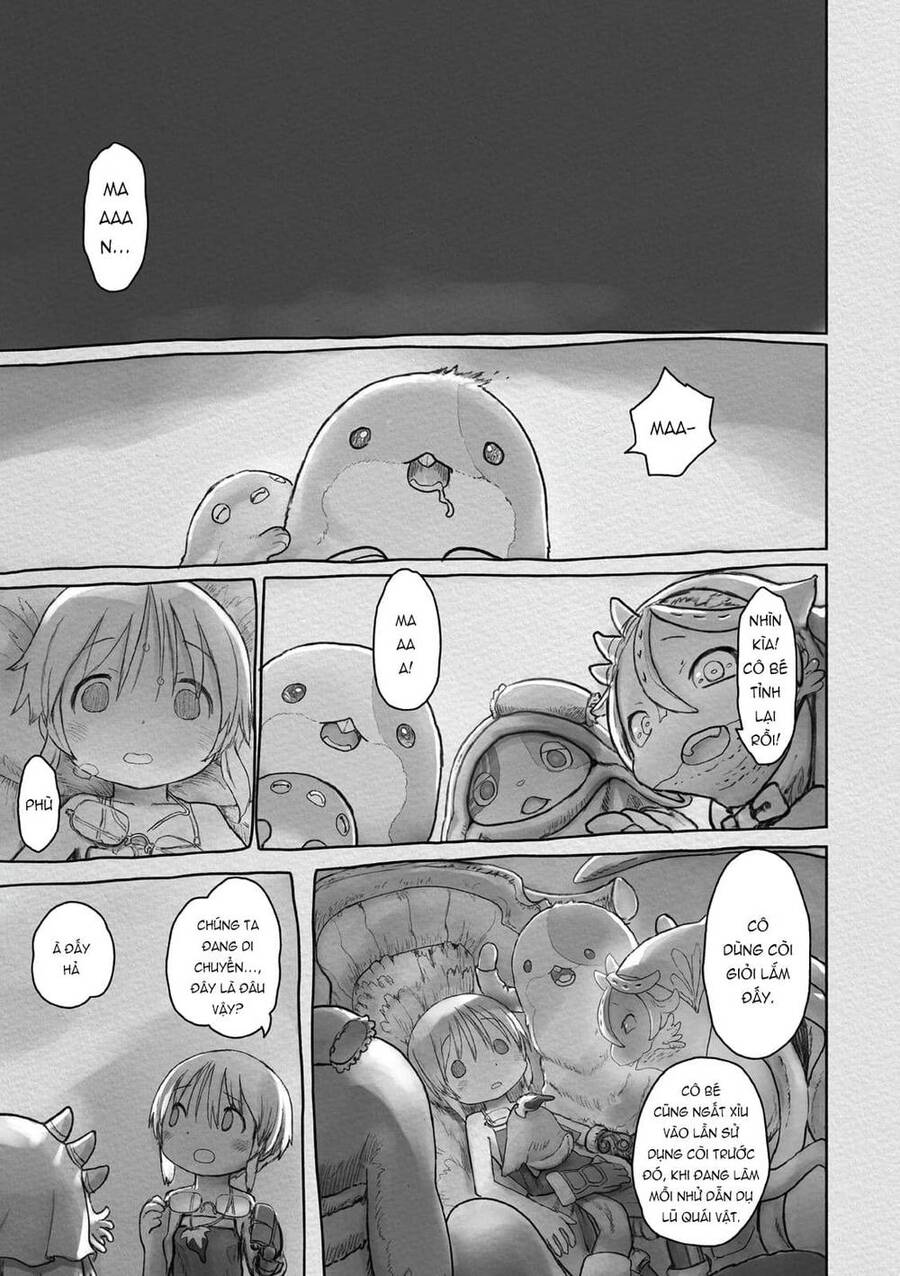 MA
AAA
N...
MAA-
NHÌN
KÌA!
CÔ BÉ
TỈNH
LẠI
RỒI!
MA
AA
A!
PHÙ
CÔ
DÙNG CÒI
GIỎI LẮM
ĐẤY.
CÔ BÉ
CŨNG NGẤT XỈU
VÀO LẦN SỬ
DỤNG CÒI TRƯỚC
ĐÓ, KHI ĐANG LÀM
MỒI NHỬ DẪN DỤ
LŨ QUÁI VẬT.
CHÚNG TA
ĐANG DI
CHUYỂN...,
ĐÂY LÀ ĐÂU
VẬY?
À ĐẤY
HẢ